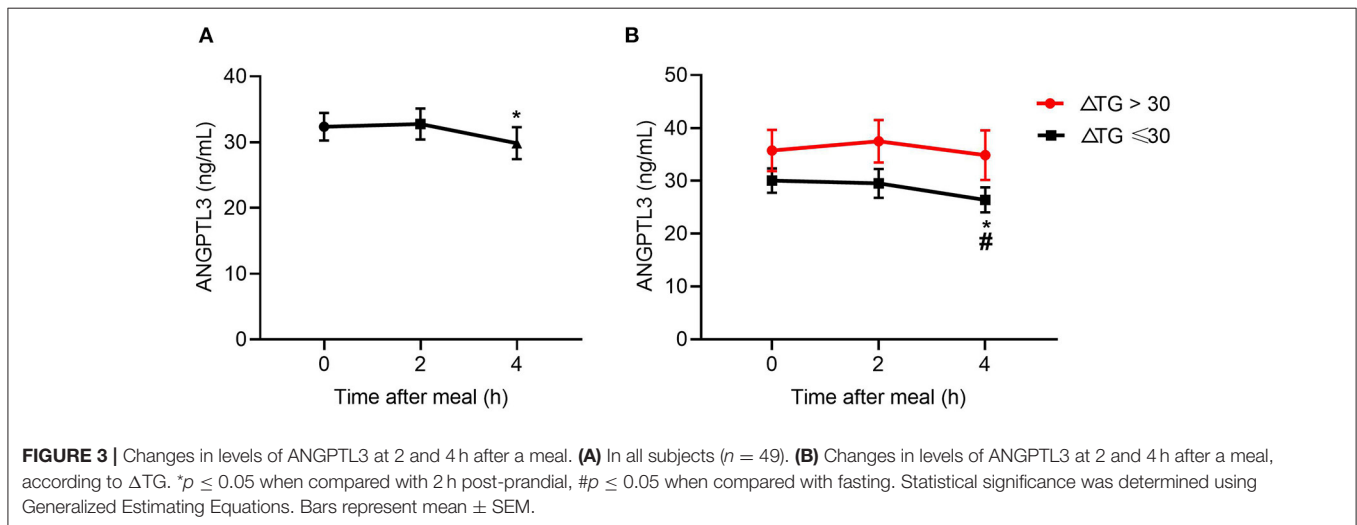 A
40
30
20
10
0
ANGPTL3 (ng/mL)
*
0 2 4
Time after meal (h)
B
50
40
30
20
10
0
ANGPTL3 (ng/mL)
*
#
0 2 4
Time after meal (h)
△TG > 30
△TG ⩽30
FIGURE 3 | Changes in levels of ANGPTL3 at 2 and 4 h after a meal. (A) In all subjects (n = 49). (B) Changes in levels of ANGPTL3 at 2 and 4 h after a meal,
according to ΔTG. *p ≤ 0.05 when compared with 2 h post-prandial, #p ≤ 0.05 when compared with fasting. Statistical significance was determined using
Generalized Estimating Equations. Bars represent mean ± SEM.